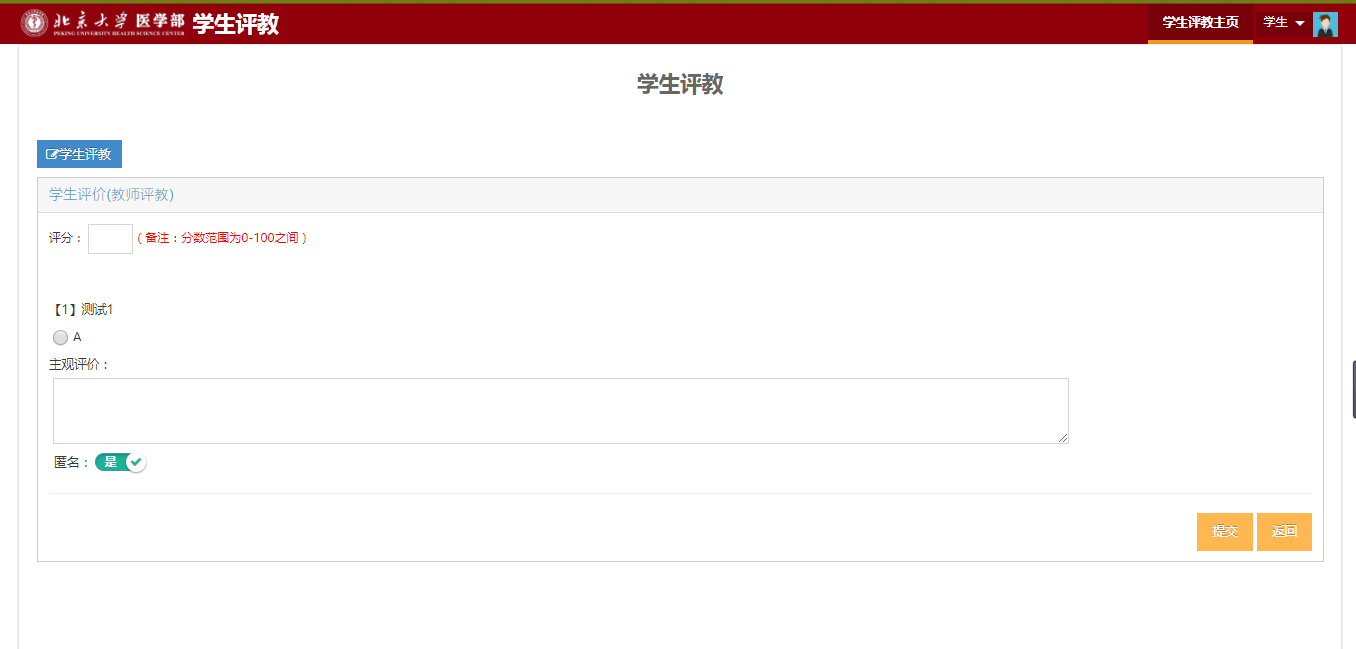 北京大学医学部 学生评教 学生评教主页 学生
PEKING UNIVERSITY HEALTH SCIENCE CENTER
学生评教
学生评教
学生评价(教师评教)
评分： （备注：分数范围为0-100之间）
【1】测试1
A
主观评价：
匿名： 是
提交 返回